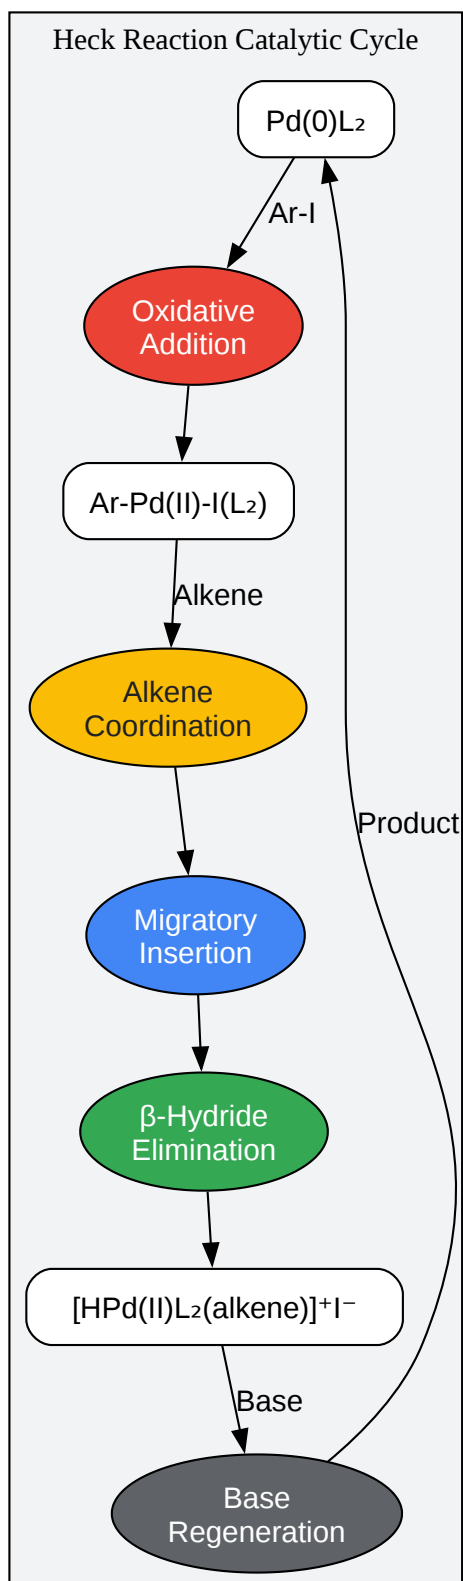 Heck Reaction Catalytic Cycle
Pd(0)L₂
Ar-I
Oxidative
Addition
Ar-Pd(II)-I(L₂)
Alkene
Alkene
Coordination
Product
Migratory
Insertion
β-Hydride
Elimination
[HPd(II)L₂(alkene)]⁺I⁻
Base
Base
Regeneration